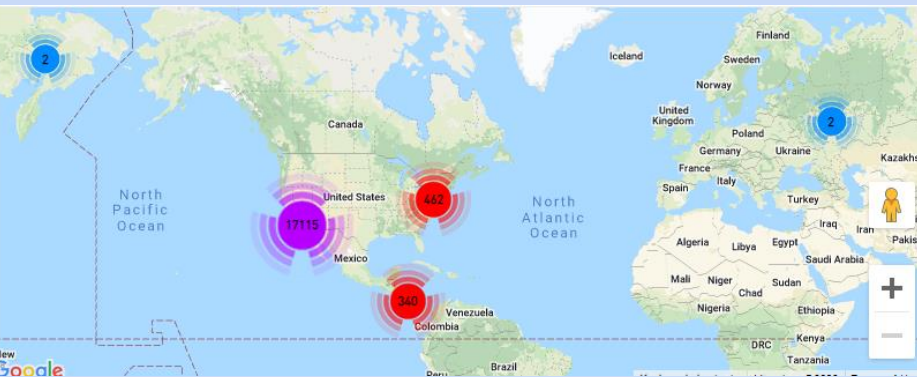 2
Finland
Iceland
Sweden
Norway
2
United
Kingdom
Canada
Poland
Germany
Ukraine
Kazakhs
France
Italy
Spain
North
Pacific
Ocean
United States
462
North
Atlantic
Ocean
Turkey
17115
Iraq
Iran
Algeria
Libya
Egypt
Pakis
Mexico
Saudi Arabia
Mali
Niger
Sudan
Chad
340
Venezuela
Nigeria
Ethiopia
Colombia
DRC
Kenya
Tanzania
Brazil
Peru
Google